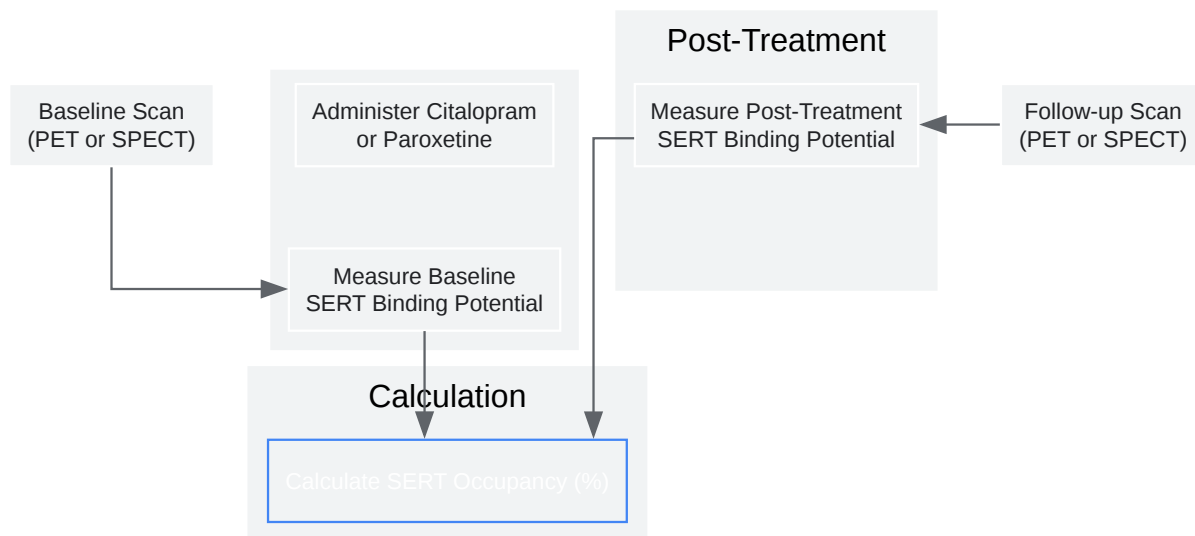 Post-Treatment
Baseline Scan
(PET or SPECT)
Administer Citalopram
or Paroxetine
Measure Post-Treatment
SERT Binding Potential
Follow-up Scan
(PET or SPECT)
Measure Baseline
SERT Binding Potential
Calculation
Calculate SERT Occupancy (%)